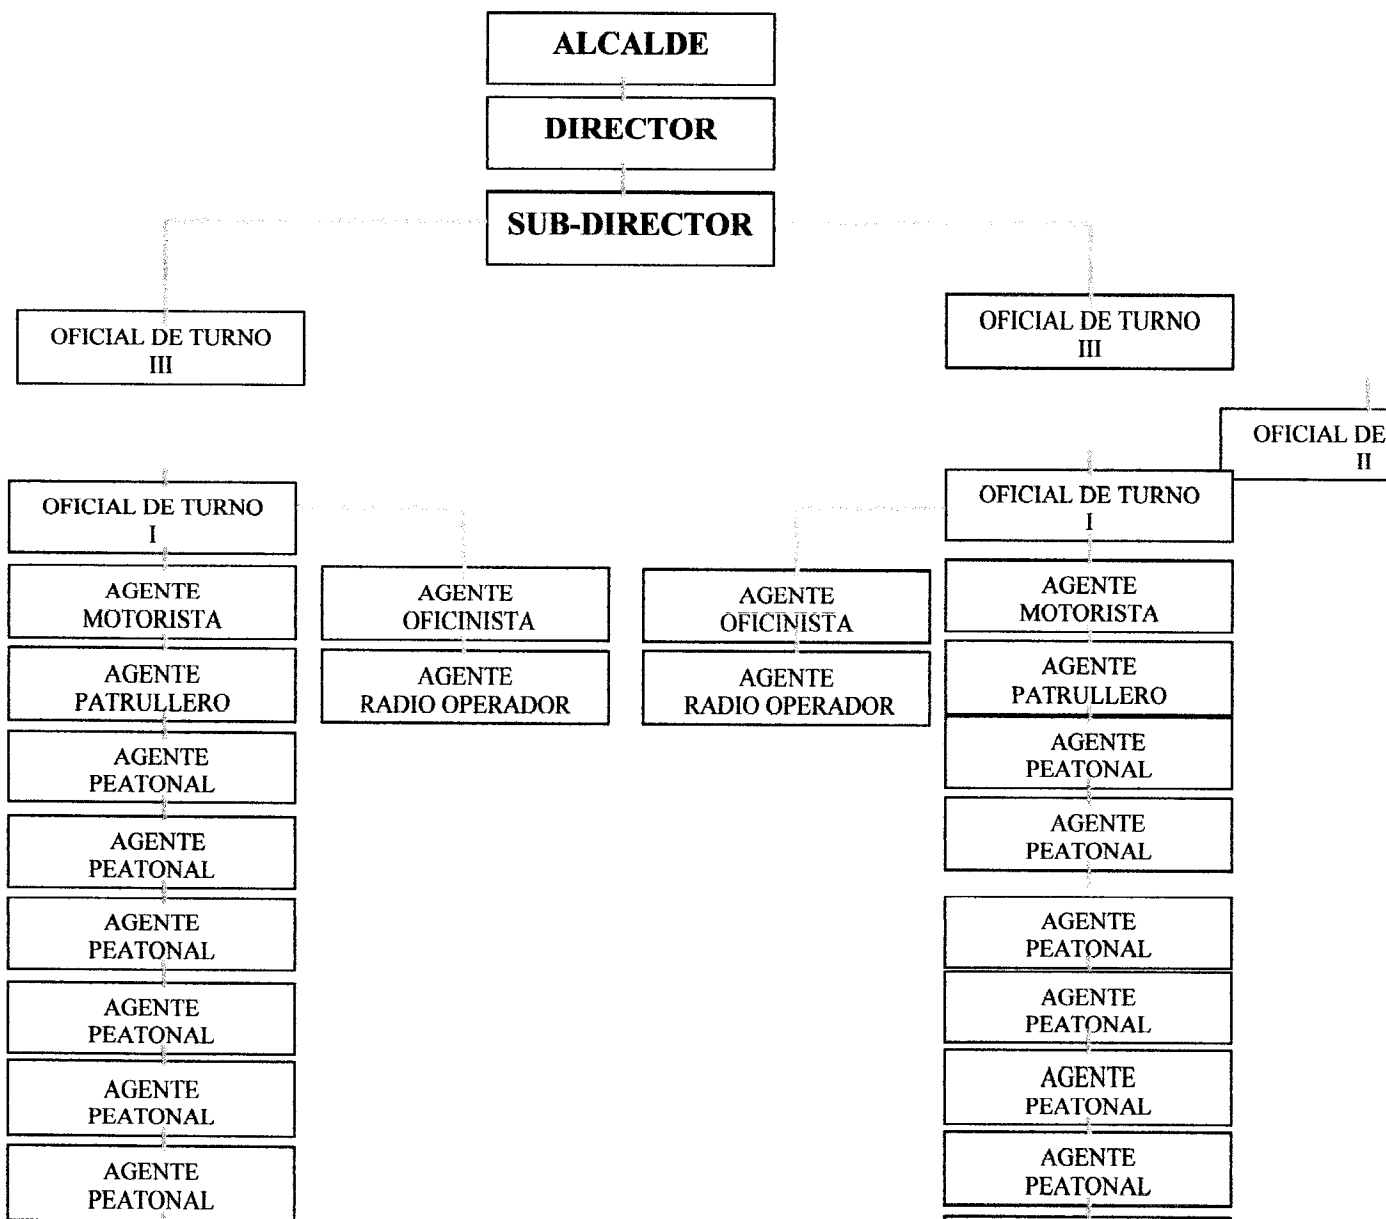 ALCALDE
DIRECTOR
SUB-DIRECTOR
OFICIAL DE TURNO
III
OFICIAL DE TURNO
III
OFICIAL DE
II
OFICIAL DE TURNO
I
OFICIAL DE TURNO
I
AGENTE
MOTORISTA
AGENTE
OFICINISTA
AGENTE
OFICINISTA
AGENTE
MOTORISTA
AGENTE
PATRULLERO
AGENTE
RADIO OPERADOR
AGENTE
RADIO OPERADOR
AGENTE
PATRULLERO
AGENTE
PEATONAL
AGENTE
PEATONAL
AGENTE
PEATONAL
AGENTE
PEATONAL
AGENTE
PEATONAL
AGENTE
PEATONAL
AGENTE
PEATONAL
AGENTE
PEATONAL
AGENTE
PEATONAL
AGENTE
PEATONAL
AGENTE
PEATONAL
AGENTE
PEATONAL